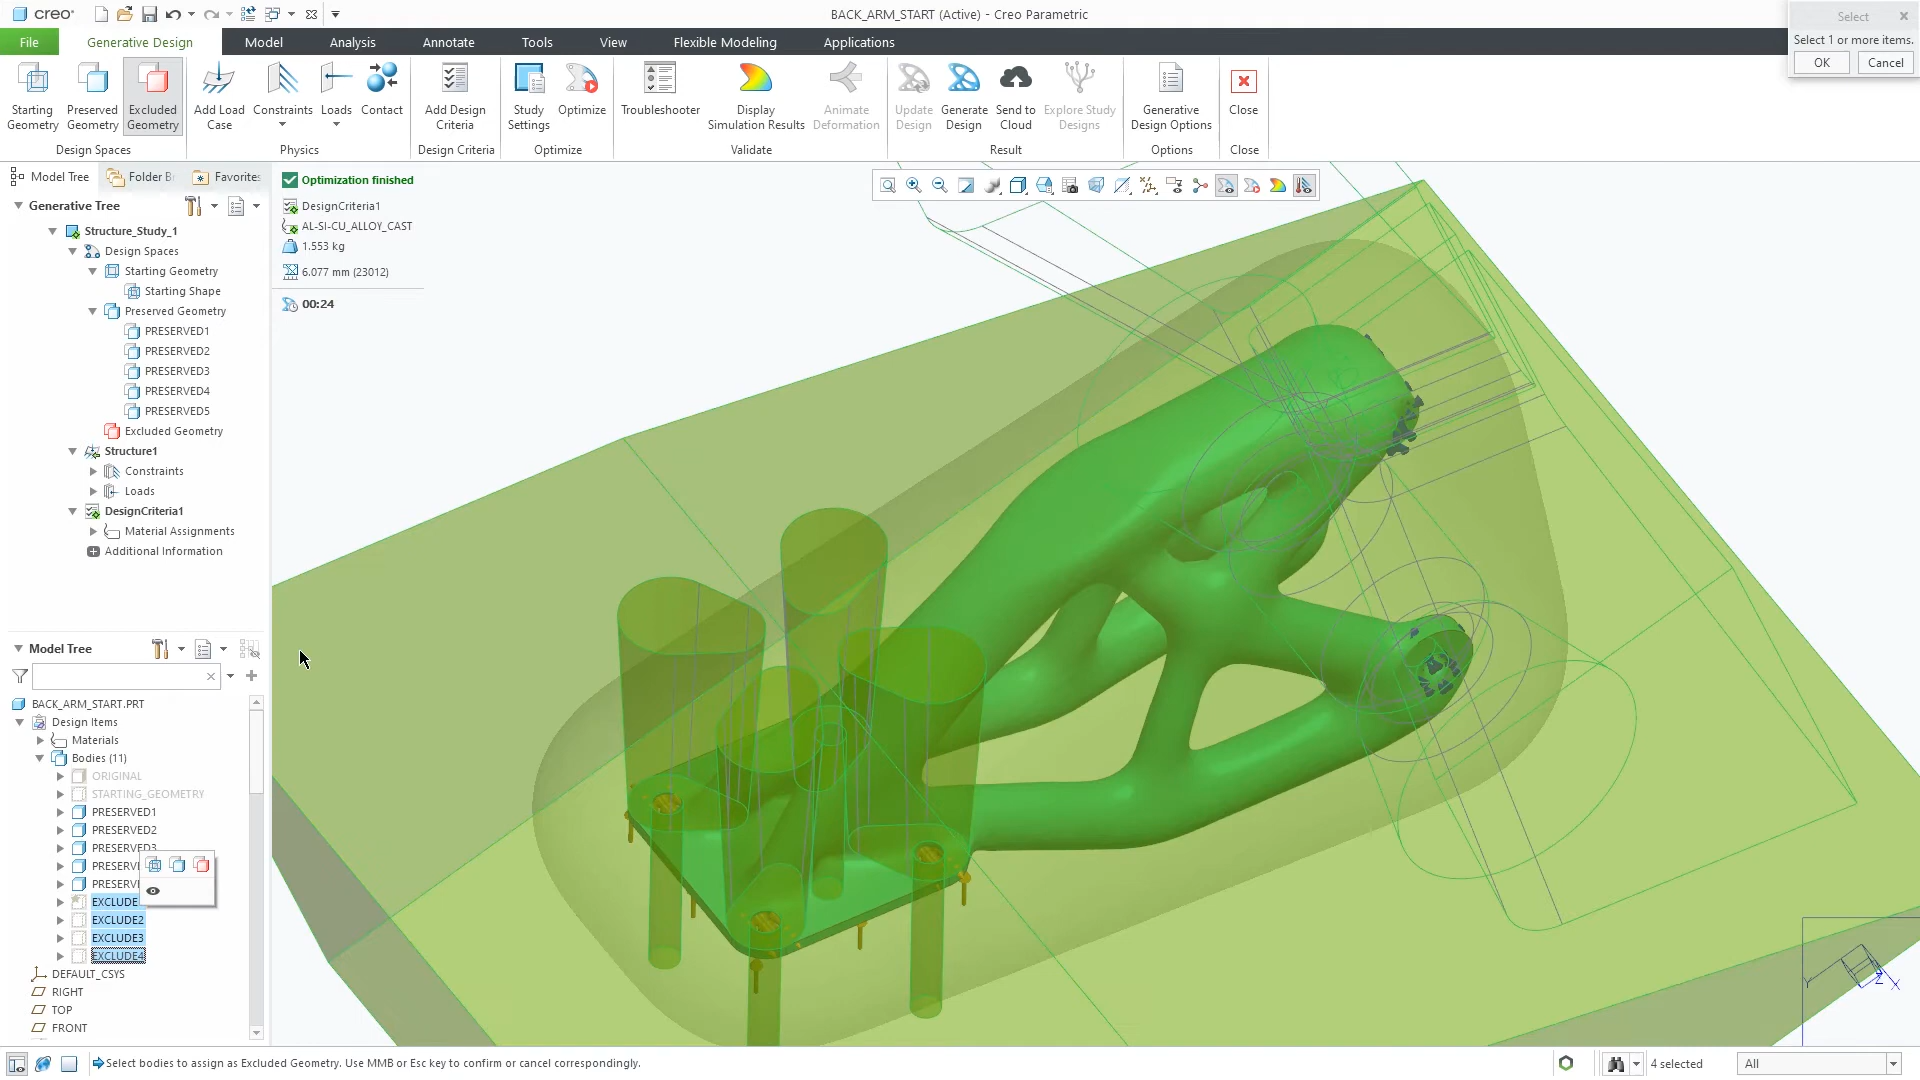 creo
BACK_ARM_START (Active) - Creo Parametric
Select
Select 1 or more items.
OK
Cancel
File
Generative Design
Model
Analysis
Annotate
Tools
View
Flexible Modeling
Applications
Starting Geometry
Preserved Geometry
Excluded Geometry
Add Load Case
Constraints
Loads
Contact
Add Design Criteria
Study Settings
Optimize
Troubleshooter
Display Simulation Results
Animate Deformation
Update Design
Generate Design
Send to Cloud
Explore Study Designs
Generative Design Options
Close
Design Spaces
Physics
Design Criteria
Optimize
Validate
Result
Options
Close
Model Tree
Folder Br
Favorites
Generative Tree
Structure_Study_1
Design Spaces
Starting Geometry
Starting Shape
Preserved Geometry
PRESERVED1
PRESERVED2
PRESERVED3
PRESERVED4
PRESERVED5
Excluded Geometry
Structure1
Constraints
Loads
DesignCriteria1
Material Assignments
Additional Information
Optimization finished
DesignCriteria1
AL-SI-CU_ALLOY_CAST
1.553 kg
6.077 mm (23012)
00:24
Model Tree
BACK_ARM_START.PRT
Design Items
Materials
Bodies (11)
ORIGINAL
STARTING_GEOMETRY
PRESERVED1
PRESERVED2
PRESERVED3
PRESERV
PRESERV
EXCLUDE
EXCLUDE2
EXCLUDE3
EXCLUDE4
DEFAULT_CSYS
RIGHT
TOP
FRONT
Y
Z
X
Select bodies to assign as Excluded Geometry. Use MMB or Esc key to confirm or cancel correspondingly.
4 selected
All